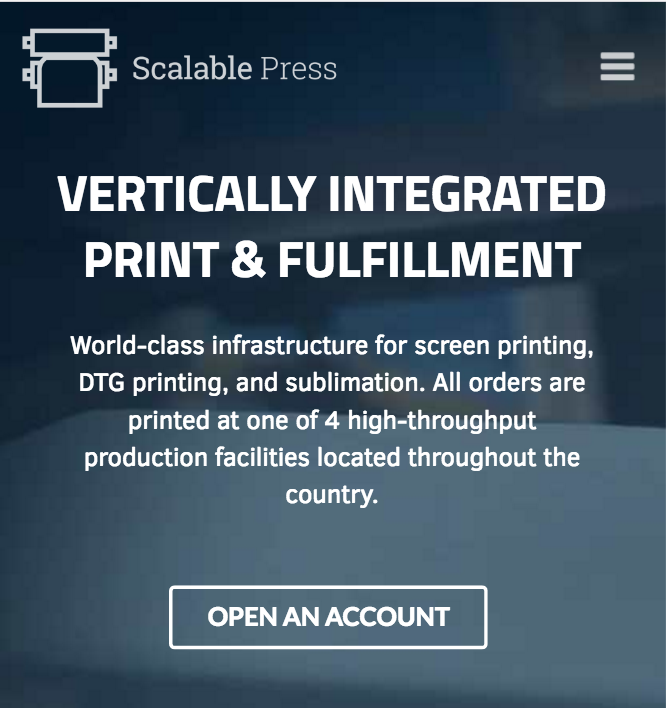 Scalable Press
VERTICALLY INTEGRATED
PRINT & FULFILLMENT
World-class infrastructure for screen printing,
DTG printing, and sublimation. All orders are
printed at one of 4 high-throughput
production facilities located throughout the
country.
OPEN AN ACCOUNT